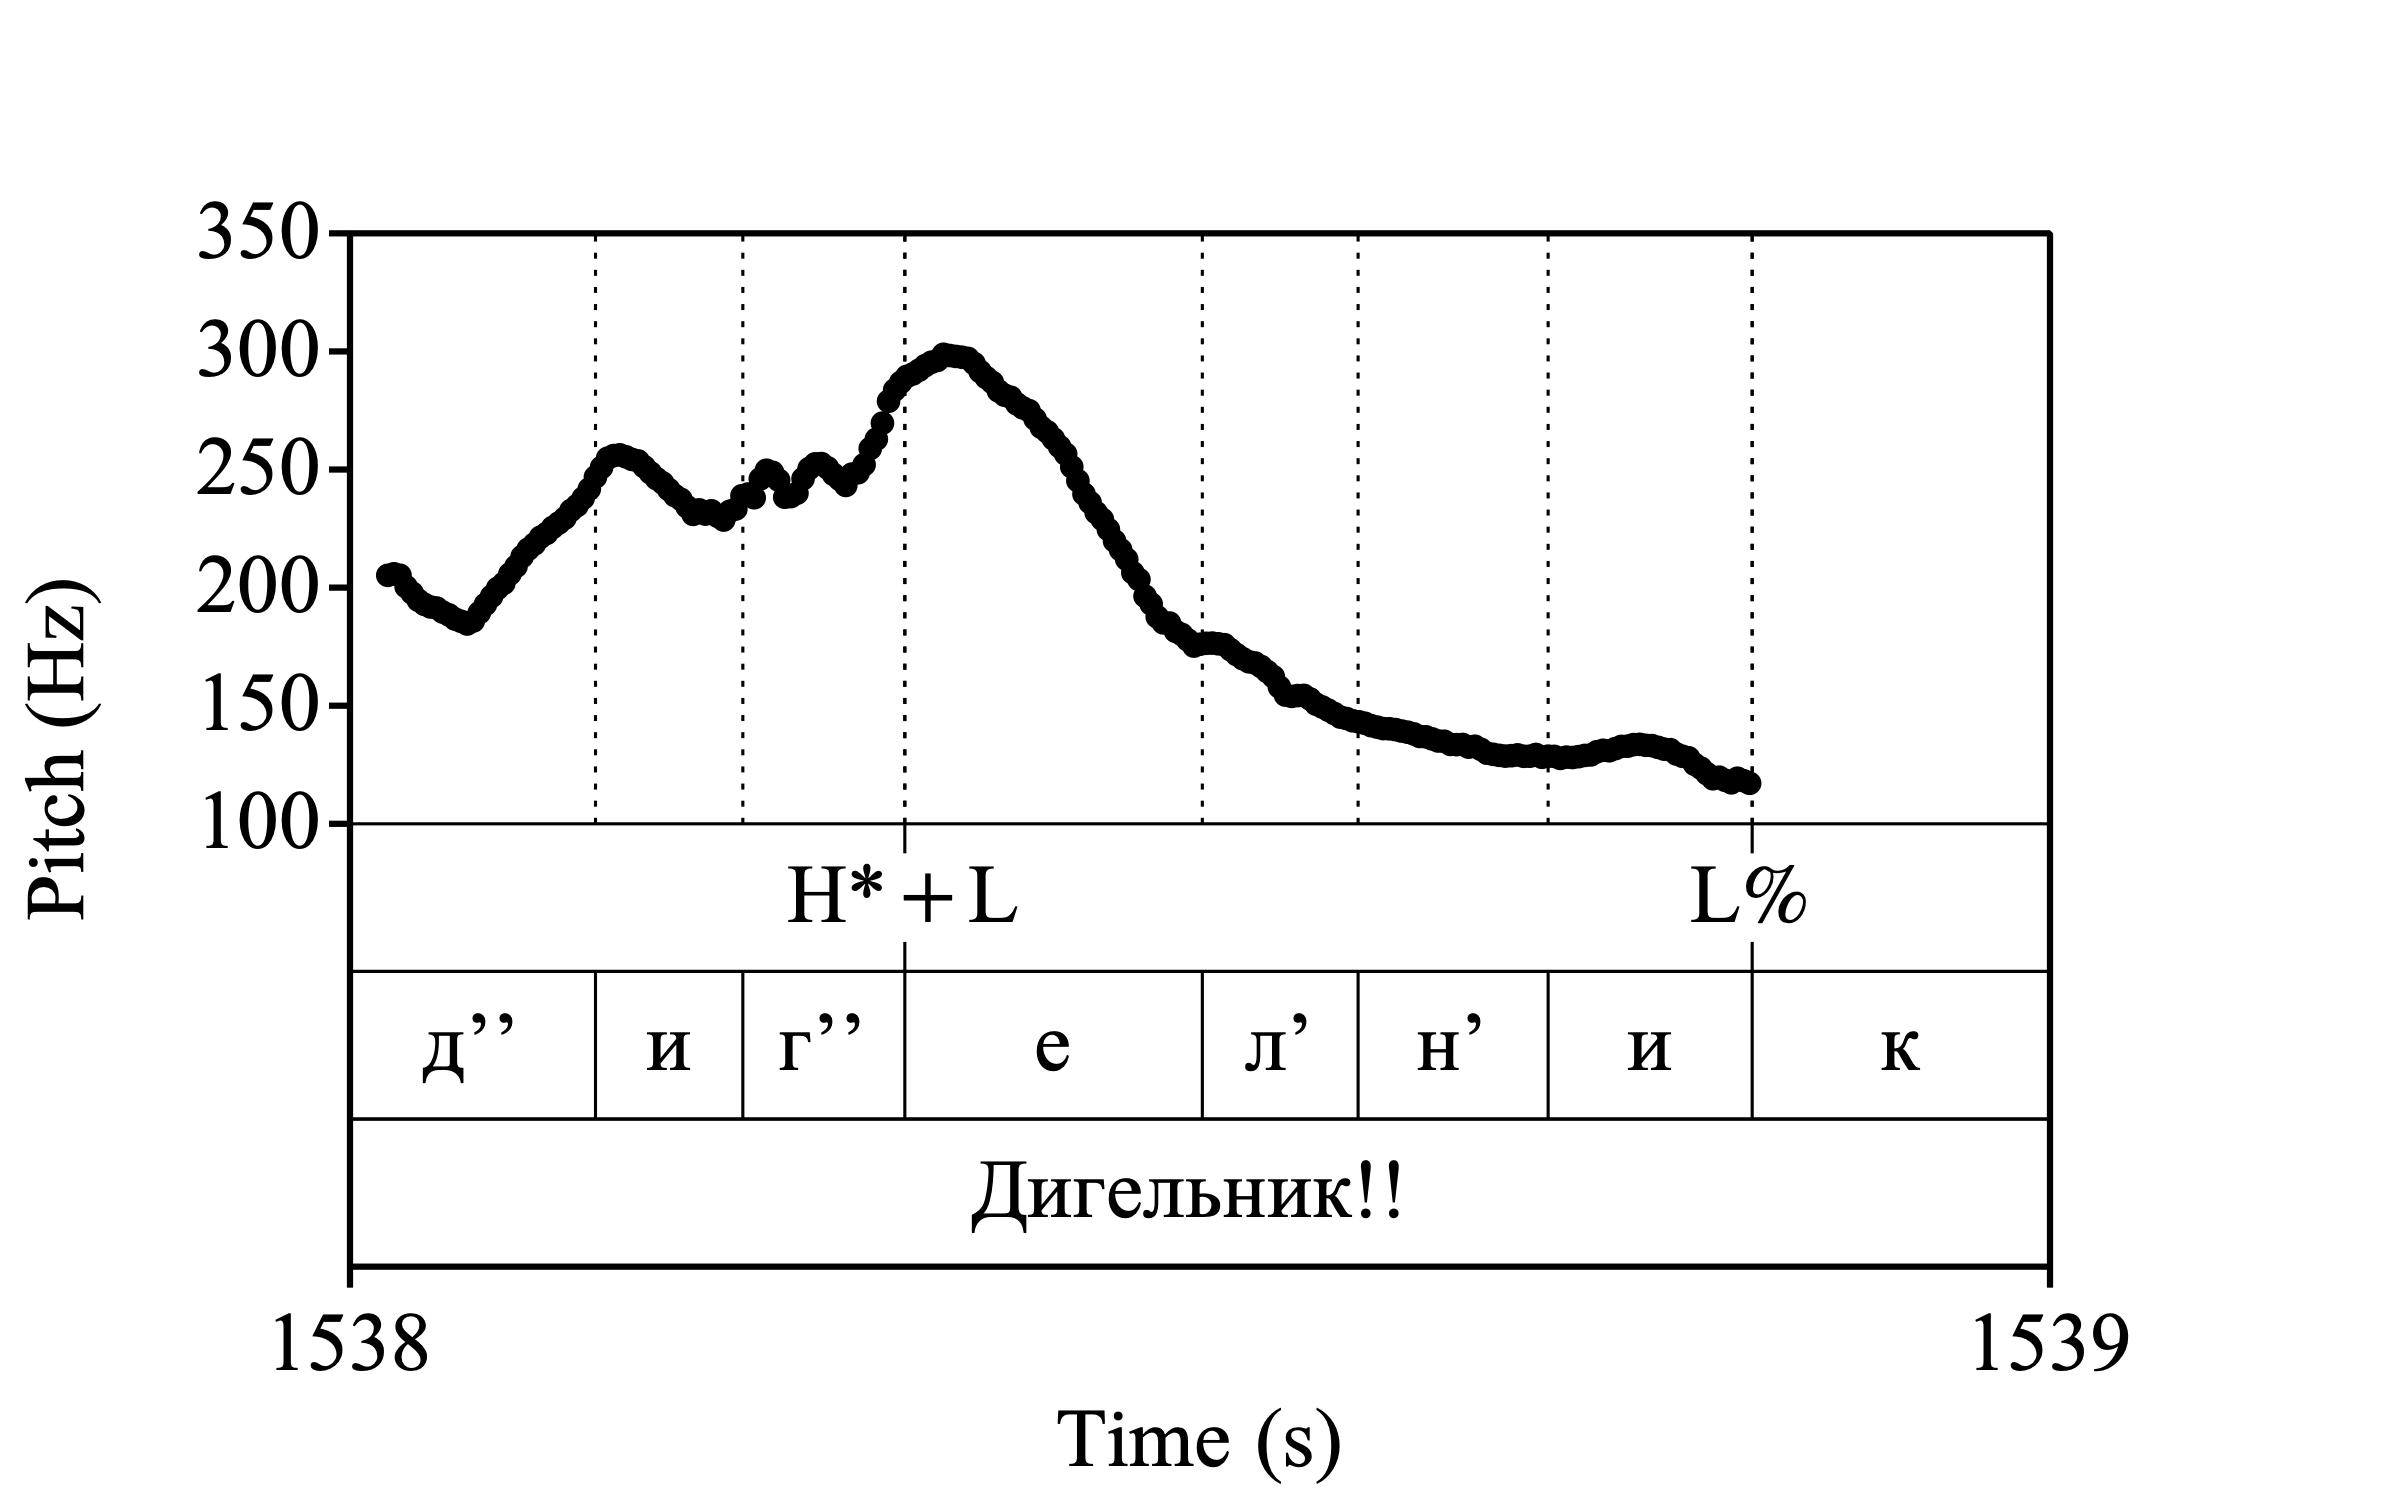 350
300
250
200
150
100
Pitch (Hz)
H*+L L%
д’’ и г’’ е л’ н’ и к
Дигельник!!
1538 1539
Time (s)